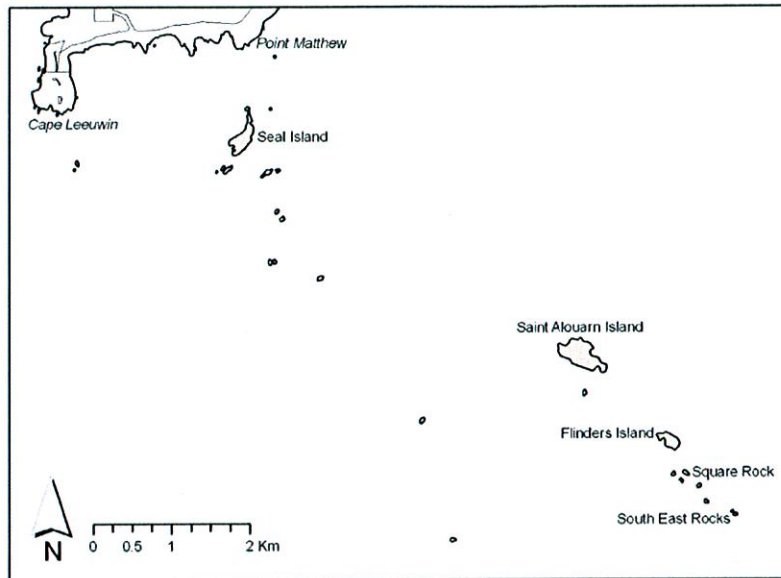 Point Matthew
Cape Leeuwin
Seal Island
Saint Alouarn Island
Flinders Island
Square Rock
South East Rocks
N
0 0.5 1 2 Km